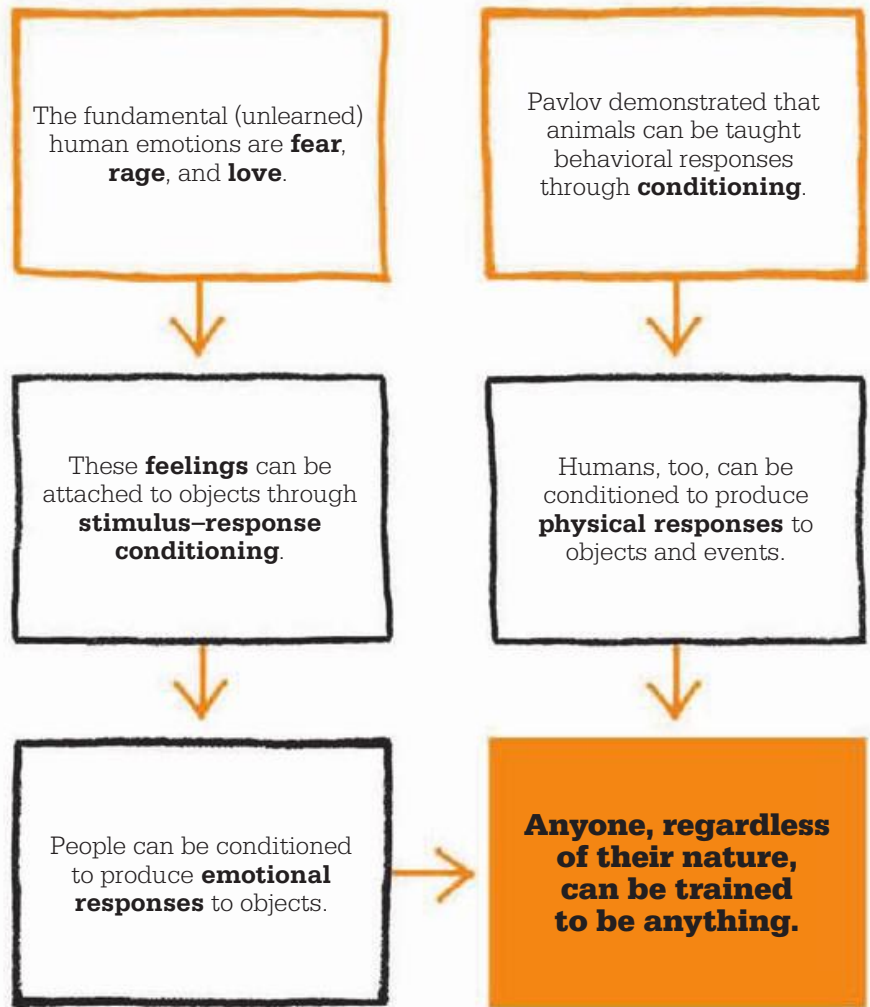 The fundamental (unlearned)
human emotions are fear,
rage, and love.
Pavlov demonstrated that
animals can be taught
behavioral responses
through conditioning.
These feelings can be
attached to objects through
stimulus–response
conditioning.
Humans, too, can be
conditioned to produce
physical responses to
objects and events.
People can be conditioned
to produce emotional
responses to objects.
Anyone, regardless
of their nature,
can be trained
to be anything.